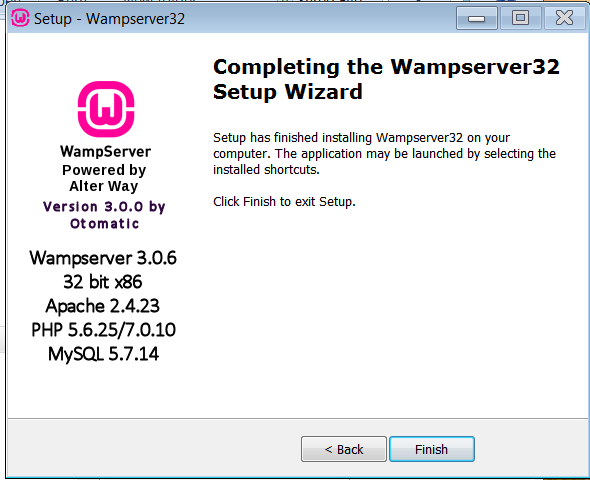 Setup - Wampserver32
Completing the Wampserver32
Setup Wizard
Setup has finished installing Wampserver32 on your
computer. The application may be launched by selecting the
installed shortcuts.
Click Finish to exit Setup.
WampServer
Powered by
Alter Way
Version 3.0.0 by
Otomatic
Wampserver 3.0.6
32 bit x86
Apache 2.4.23
PHP 5.6.25/7.0.10
MySQL 5.7.14
< Back
Finish